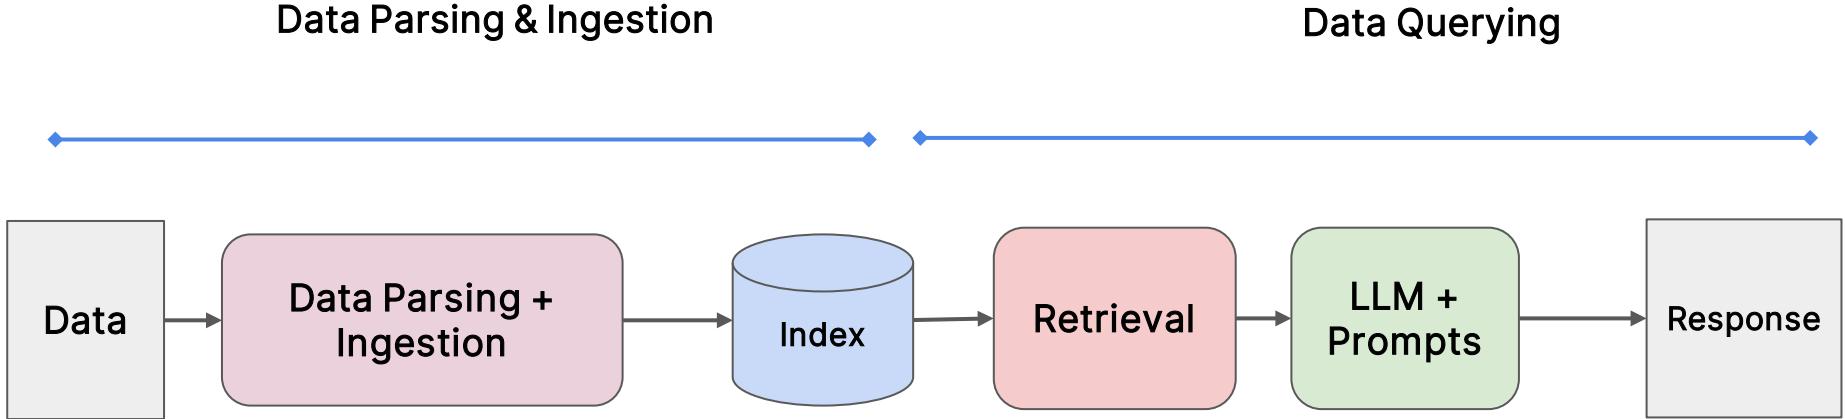 Data Parsing & Ingestion
Data Querying
Data
Data Parsing +
Ingestion
Index
Retrieval
LLM +
Prompts
Response